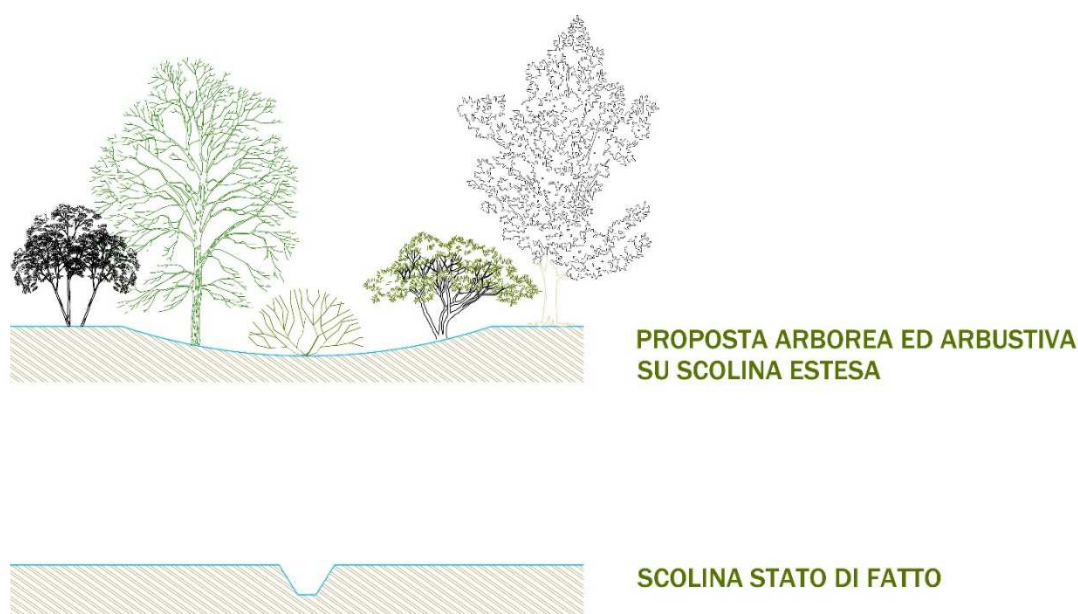 PROPOSTA ARBOREA ED ARBUSTIVA
SU SCOLINA ESTESA
SCOLINA STATO DI FATTO